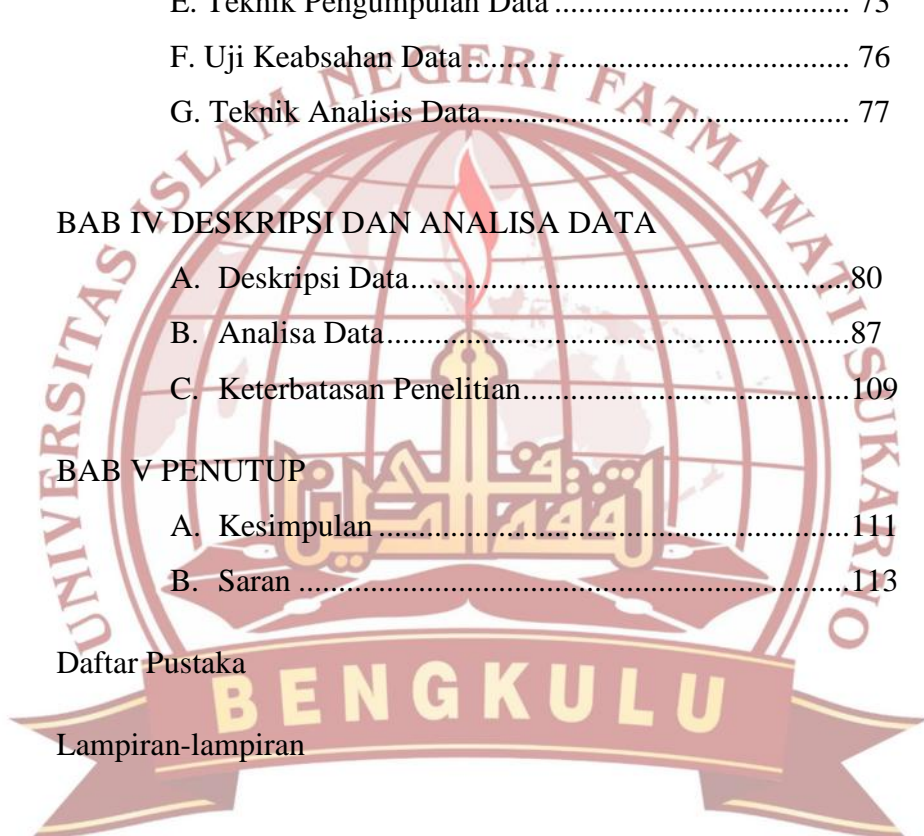 E. Teknik Pengumpulan Data .................................... 73
F. Uji Keabsahan Data ............................................... 76
G. Teknik Analisis Data ............................................. 77
BAB IV DESKRIPSI DAN ANALISA DATA
A. Deskripsi Data ...................................................... 80
B. Analisa Data ......................................................... 87
C. Keterbatasan Penelitian ........................................ 109
BAB V PENUTUP
A. Kesimpulan .......................................................... 111
B. Saran .................................................................... 113
Daftar Pustaka
Lampiran-lampiran
UNIVERSITAS ISLAM NEGERI FATMAWATI SUKARNO
BENGKULU